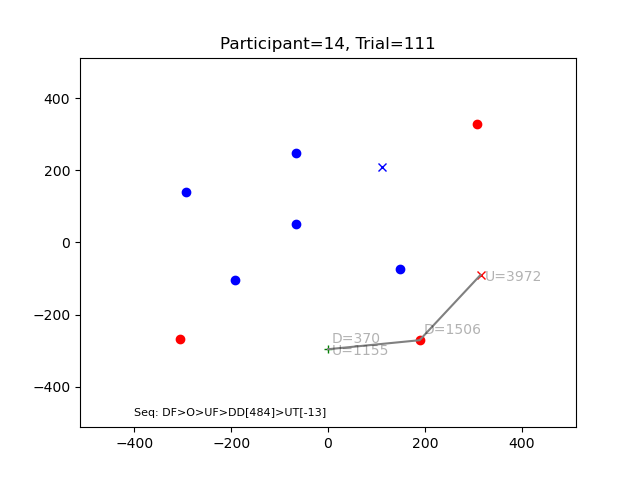 Participant=14, Trial=111
400
200
0
−200
−400
U=3972
D=1506
D=370
U=1155
Seq: DF>O>UF>DD[484]>UT[-13]
−400
−200
0
200
400